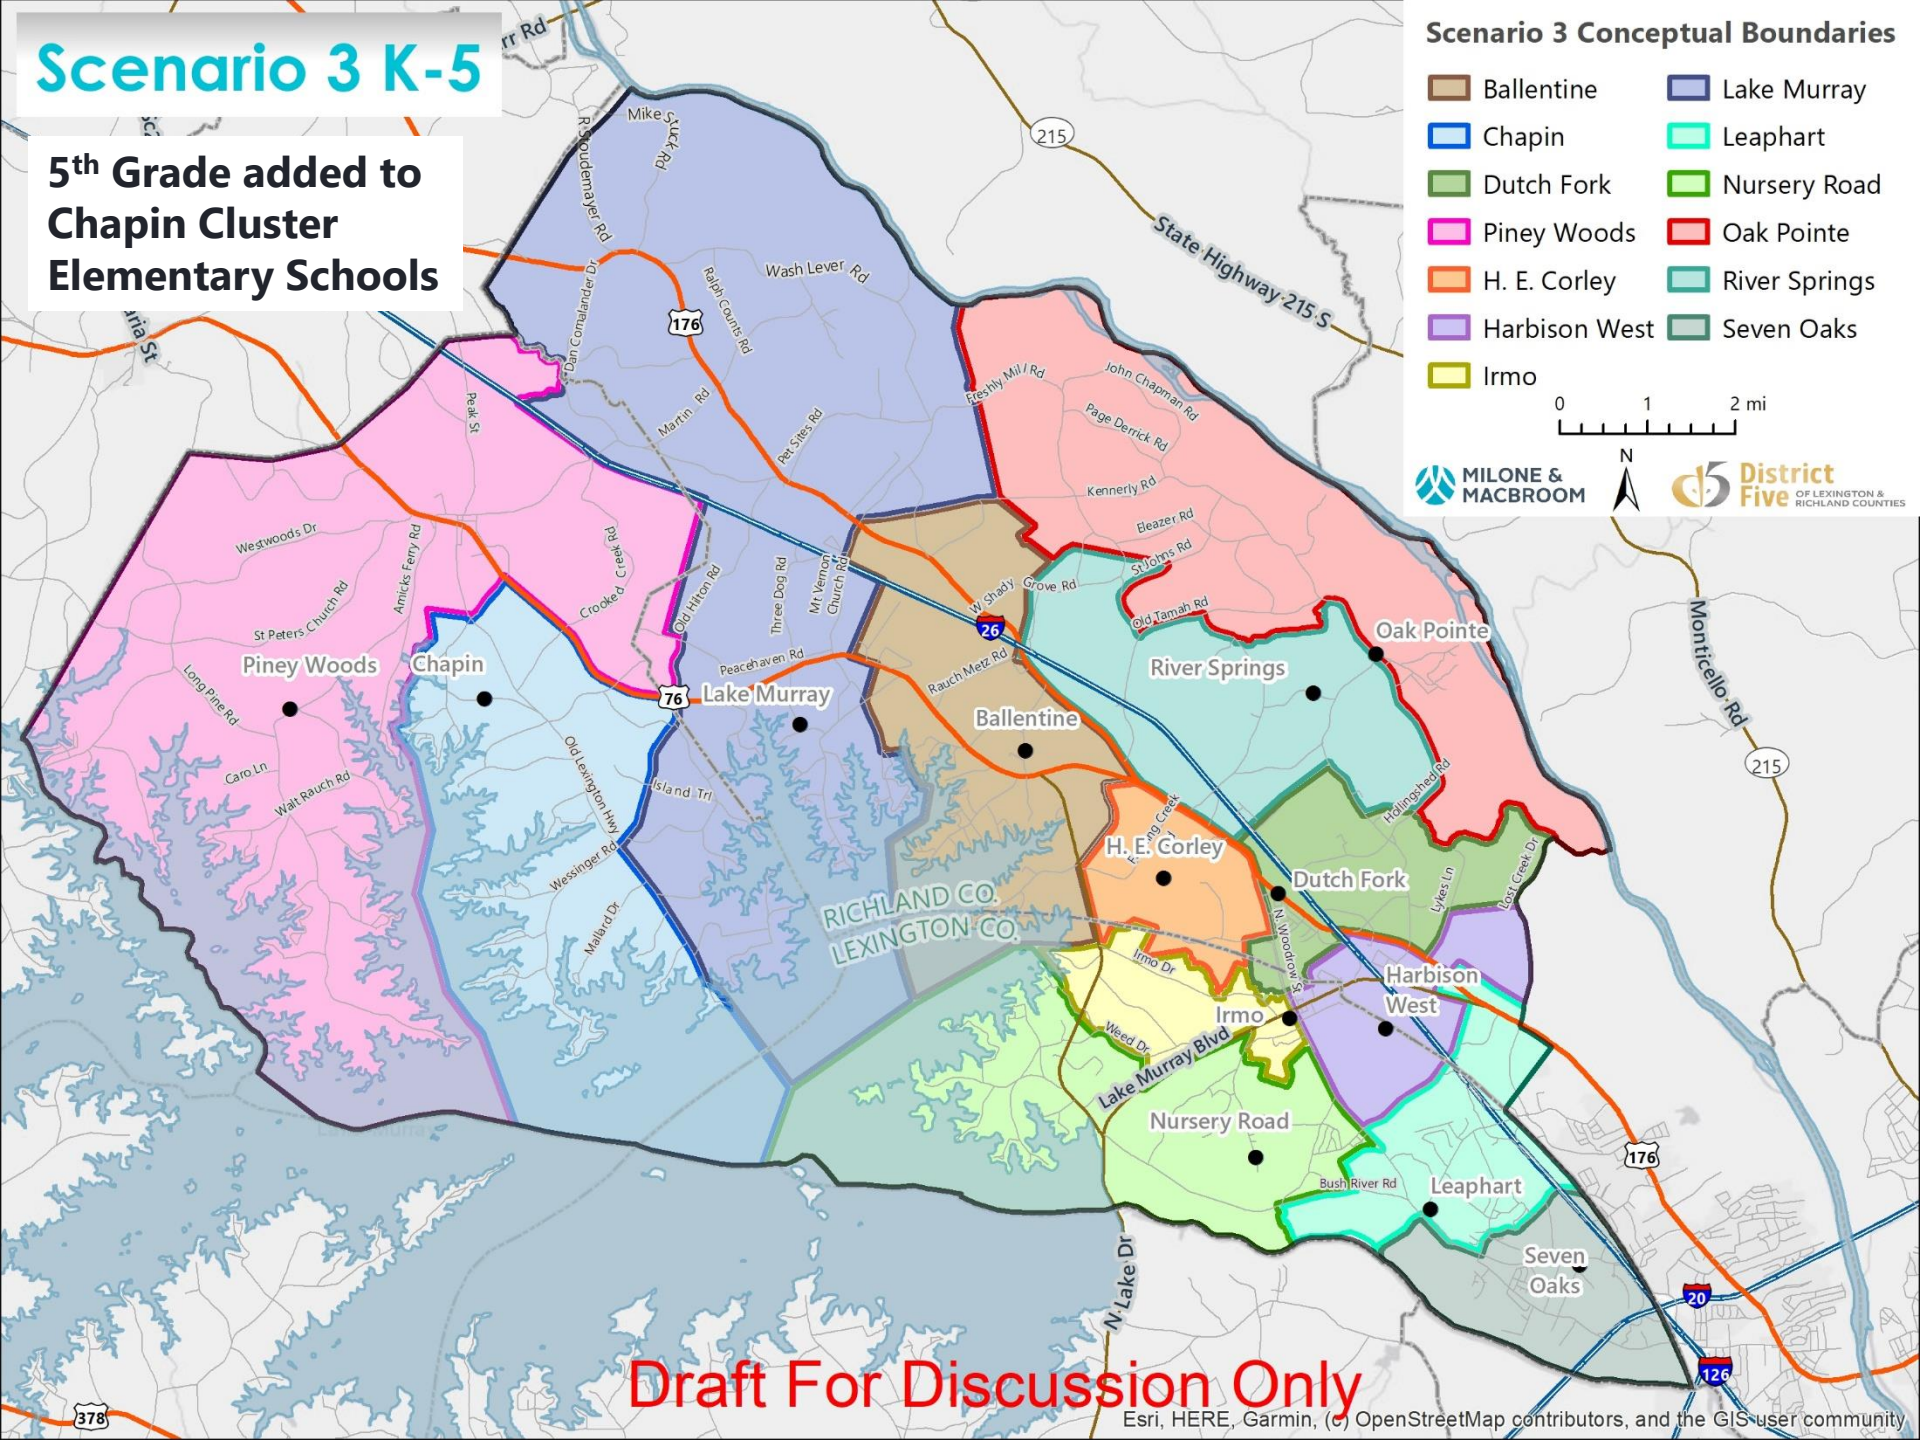 Scenario 3 K-5
5th Grade added to
Chapin Cluster
Elementary Schools
Scenario 3 Conceptual Boundaries
Ballentine
Chapin
Dutch Fork
Piney Woods
H. E. Corley
Harbison West
Irmo
Lake Murray
Leaphart
Nursery Road
Oak Pointe
River Springs
Seven Oaks
0 1 2 mi
N
MILONE &
MACBROOM
District
Five OF LEXINGTON &
RICHLAND COUNTIES
rr Rd
Mike Stuck Rd
R Stoudemayer Rd
215
State Highway 215 S
Wash Lever Rd
Ralph Counts Rd
Dan Comalander Dr
176
aria St
Peak St
Martin Rd
Pet Sites Rd
Freshly Mill Rd
John Chapman Rd
Page Derrick Rd
Kennerly Rd
Eleazer Rd
St Johns Rd
Westwoods Dr
Amicks Ferry Rd
Crooked Creek Rd
Old Hilton Rd
Three Dog Rd
Mt Vernon
Church Rd
W Shady Grove Rd
Old Tamah Rd
26
St Peters Church Rd
Monticello Rd
Oak Pointe
Piney Woods
Chapin
Long Pine Rd
Peacehaven Rd
Rauch Metz Rd
River Springs
76
Lake Murray
Ballentine
215
Caro Ln
Walt Rauch Rd
Old Lexington Hwy
Island Trl
Hollingshed Rd
H. E. Corley
Wessinger Rd
Dutch Fork
Lykes Ln
Lost Creek Dr
RICHLAND CO.
LEXINGTON CO.
Mallard Dr
N Woodrow St
Irmo Dr
Harbison
West
Irmo
Weed Dr
Lake Murray Blvd
Nursery Road
176
Bush River Rd
Leaphart
Seven
Oaks
N Lake Dr
20
126
378
Draft For Discussion Only
Esri, HERE, Garmin, (c) OpenStreetMap contributors, and the GIS user community